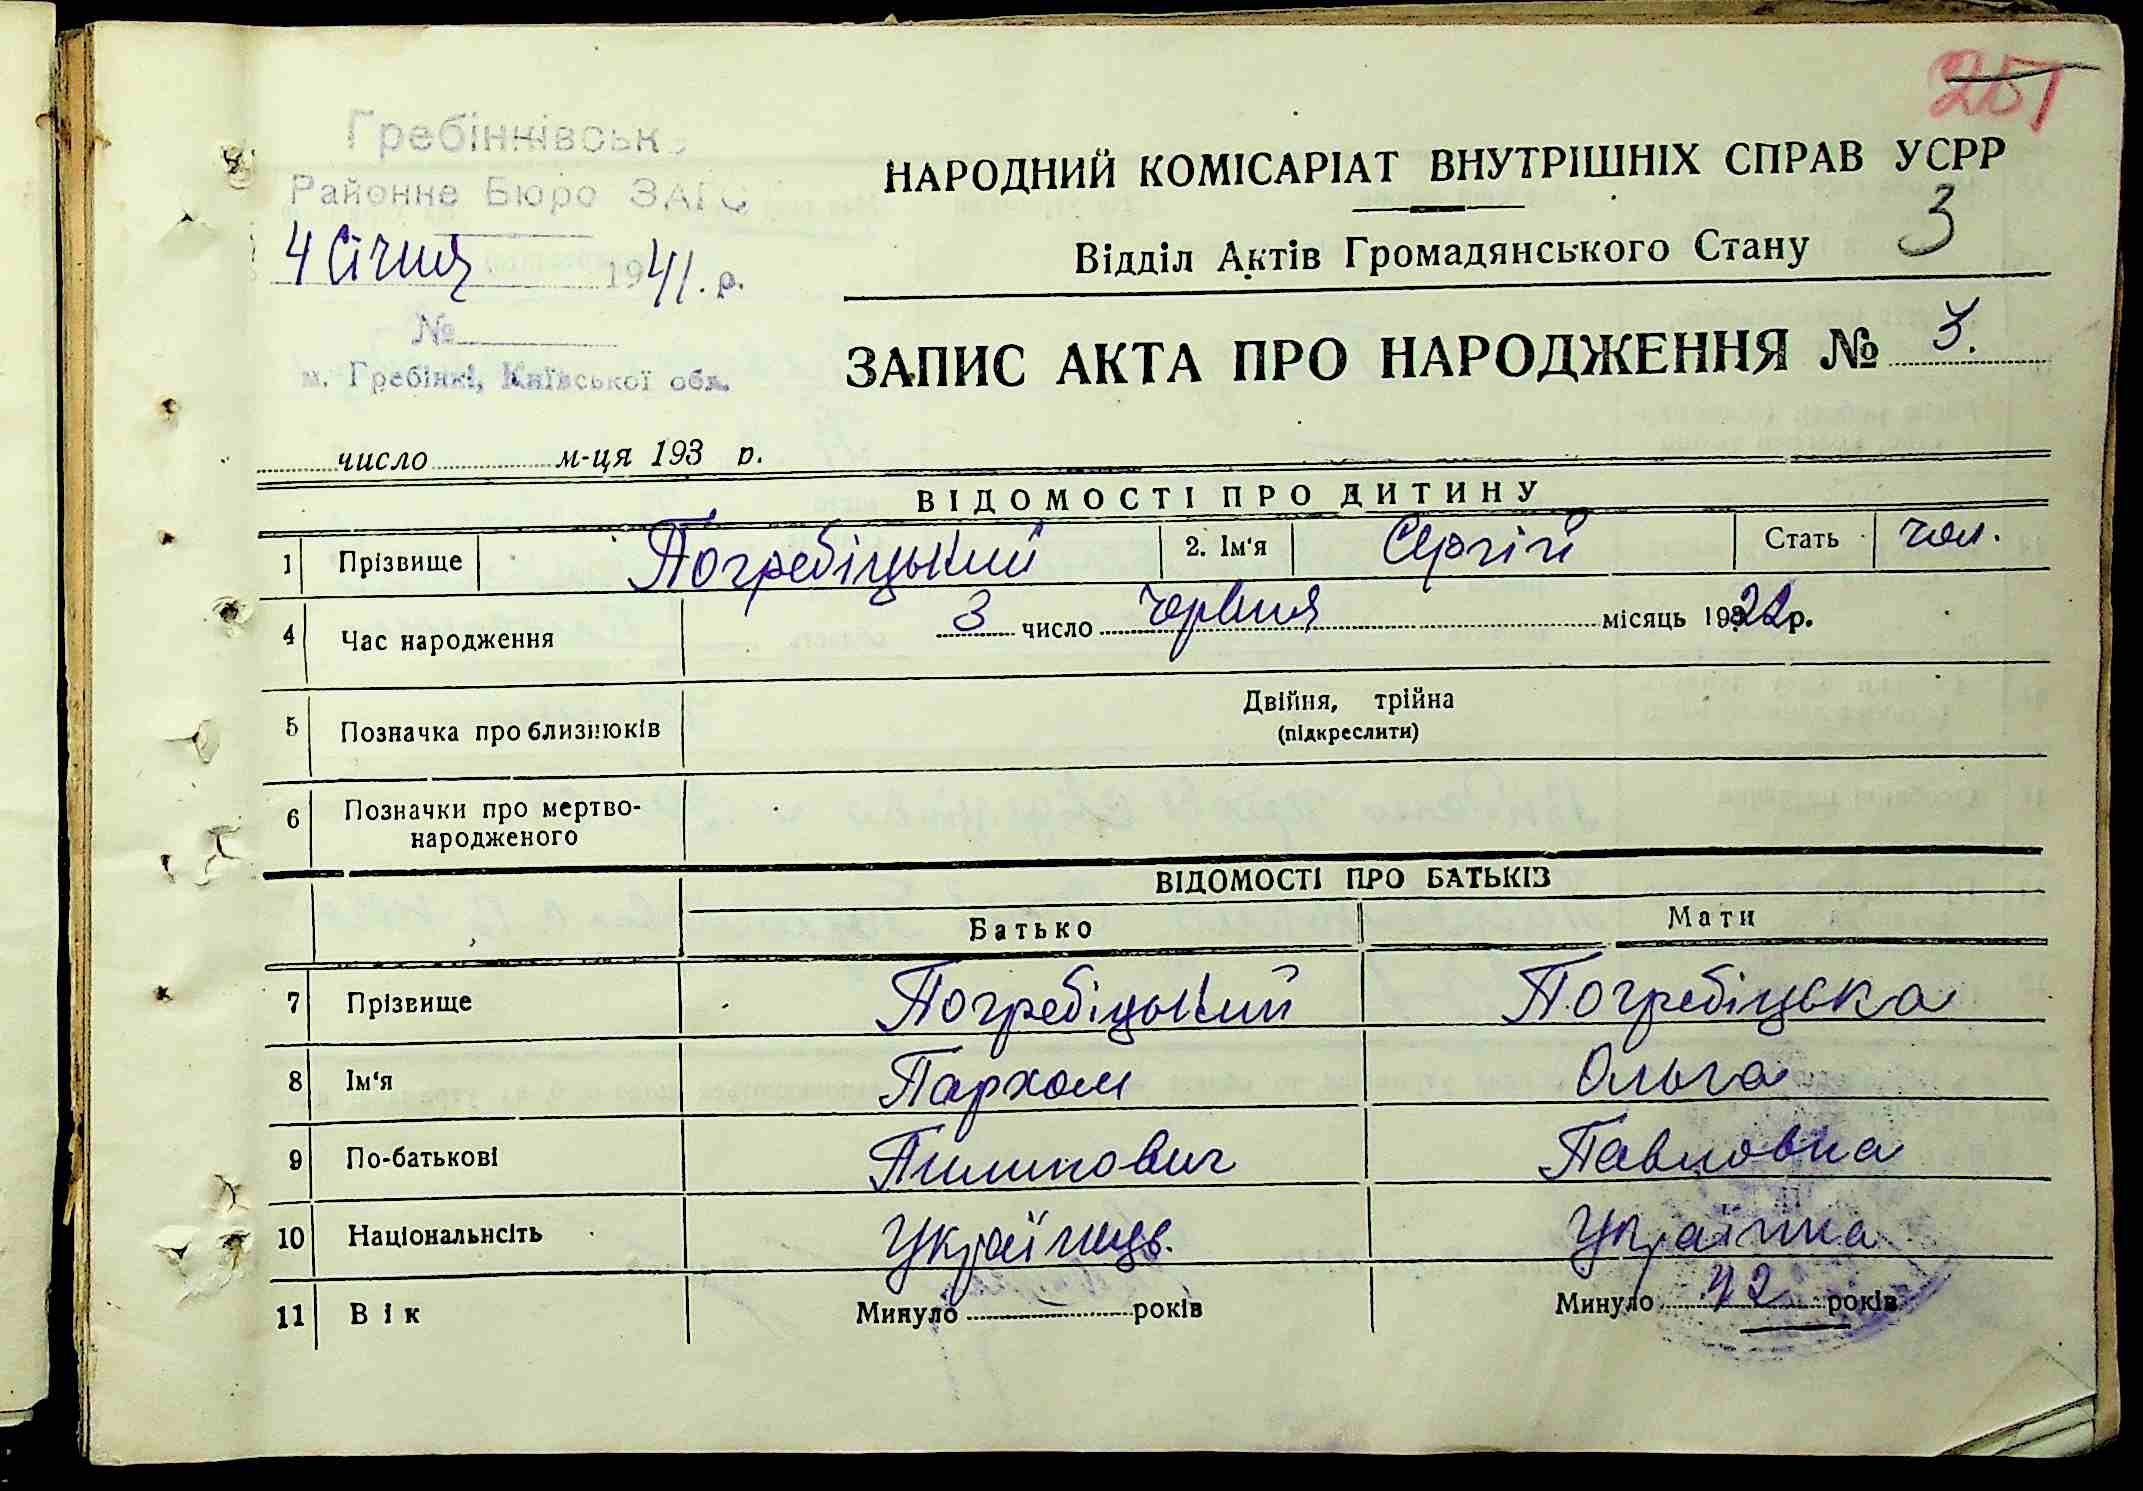 251
Гребінківськ
Районне Бюро ЗАГС
4 Січня 1941. р.
№
м. Гребінкі, Київської обл.
НАРОДНИЙ КОМІСАРІАТ ВНУТРІШНІХ СПРАВ УСРР
3
Відділ Актів Громадянського Стану
ЗАПИС АКТА ПРО НАРОДЖЕННЯ № 3.
число м-ця 193 р.
ВІДОМОСТІ ПРО ДИТИНУ
1 Прізвище Погребіцький 2. Ім'я Сергій Стать чол.
4 Час народження 3 число червня місяць 1922 р.
5 Позначка про близнюків Двійня, трійна
(підкреслити)
6 Позначки про мертво-
народженого
ВІДОМОСТІ ПРО БАТЬКІВ
Батько Мати
7 Прізвище Погребіцький Погребіцька
8 Ім'я Пархом Ольга
9 По-батькові Пилипович Павловна
10 Національнсіть Українець. Українка
11 Вік Минуло років Минуло 42 років